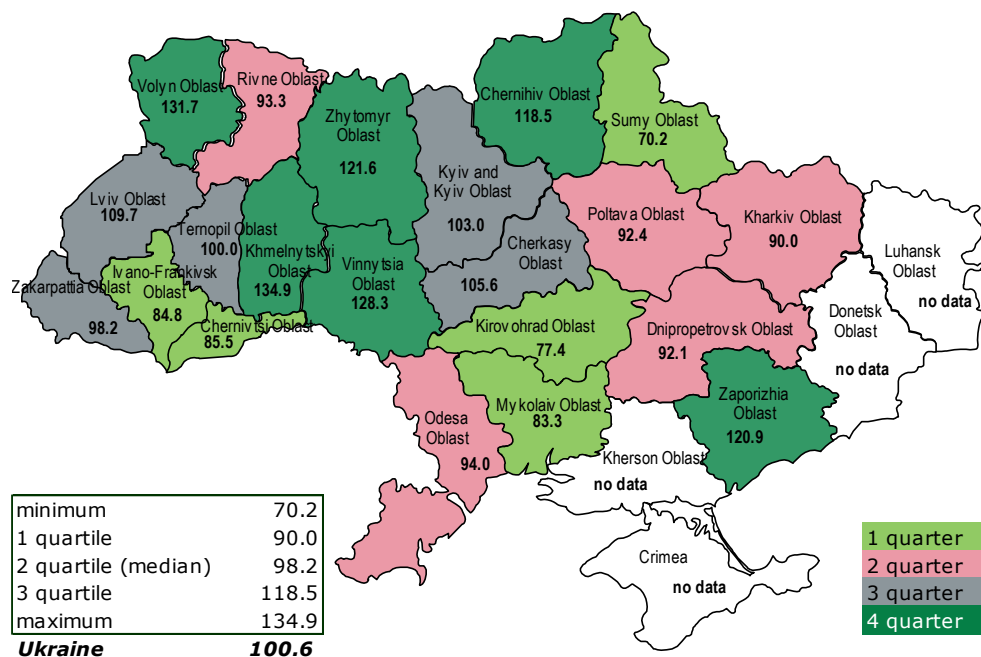 Volyn Oblast
131.7
Rivne Oblast
93.3
Zhytomyr
Oblast
121.6
Chernihiv Oblast
118.5
Sumy Oblast
70.2
Kyiv and
Kyiv Oblast
103.0
Lviv Oblast
109.7
Ternopil Oblast
100.0
Khmelnytskyi
Oblast
134.9
Vinnytsia
Oblast
128.3
Cherkasy
Oblast
105.6
Poltava Oblast
92.4
Kharkiv Oblast
90.0
Luhansk
Oblast
no data
Zakarpattia Oblast
98.2
Ivano-Frankivsk
Oblast
84.8
Chernivtsi Oblast
85.5
Kirovohrad Oblast
77.4
Dnipropetrovsk Oblast
92.1
Donetsk
Oblast
no data
Odesa
Oblast
94.0
Mykolaiv Oblast
83.3
Zaporizhia
Oblast
120.9
Kherson Oblast
no data
Crimea
no data
minimum 70.2
1 quartile 90.0
2 quartile (median) 98.2
3 quartile 118.5
maximum 134.9
Ukraine 100.6
1 quarter
2 quarter
3 quarter
4 quarter